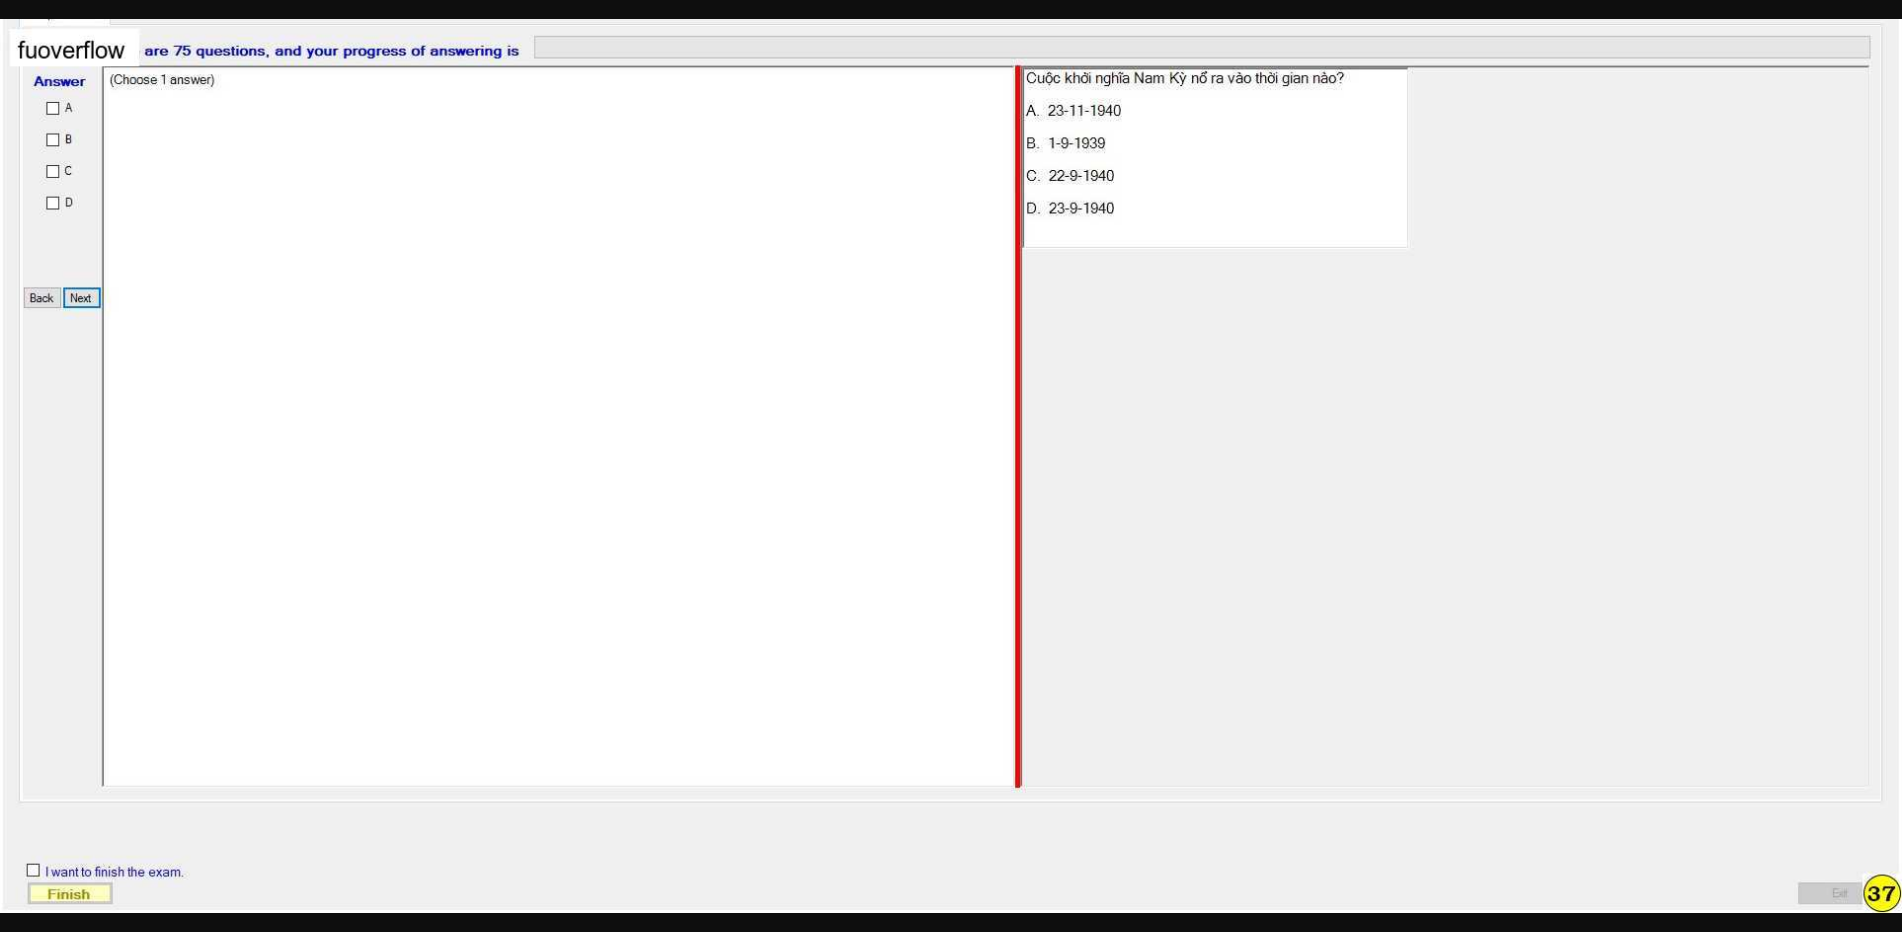 fuoverflow are 75 questions, and your progress of answering is
Answer
(Choose 1 answer)
A
B
C
D
Back Next
Cuộc khởi nghĩa Nam Kỳ nổ ra vào thời gian nào?
A. 23-11-1940
B. 1-9-1939
C. 22-9-1940
D. 23-9-1940
I want to finish the exam.
Finish
Exit
37